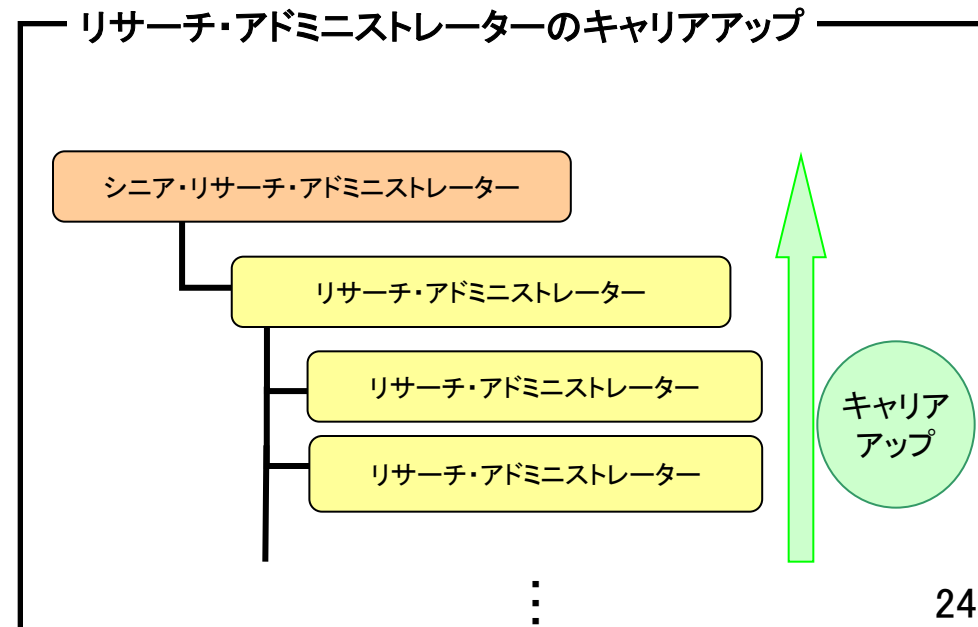 リサーチ・アドミニストレーターのキャリアアップ
シニア・リサーチ・アドミニストレーター
リサーチ・アドミニストレーター
リサーチ・アドミニストレーター
リサーチ・アドミニストレーター
キャリア
アップ
⋮
24